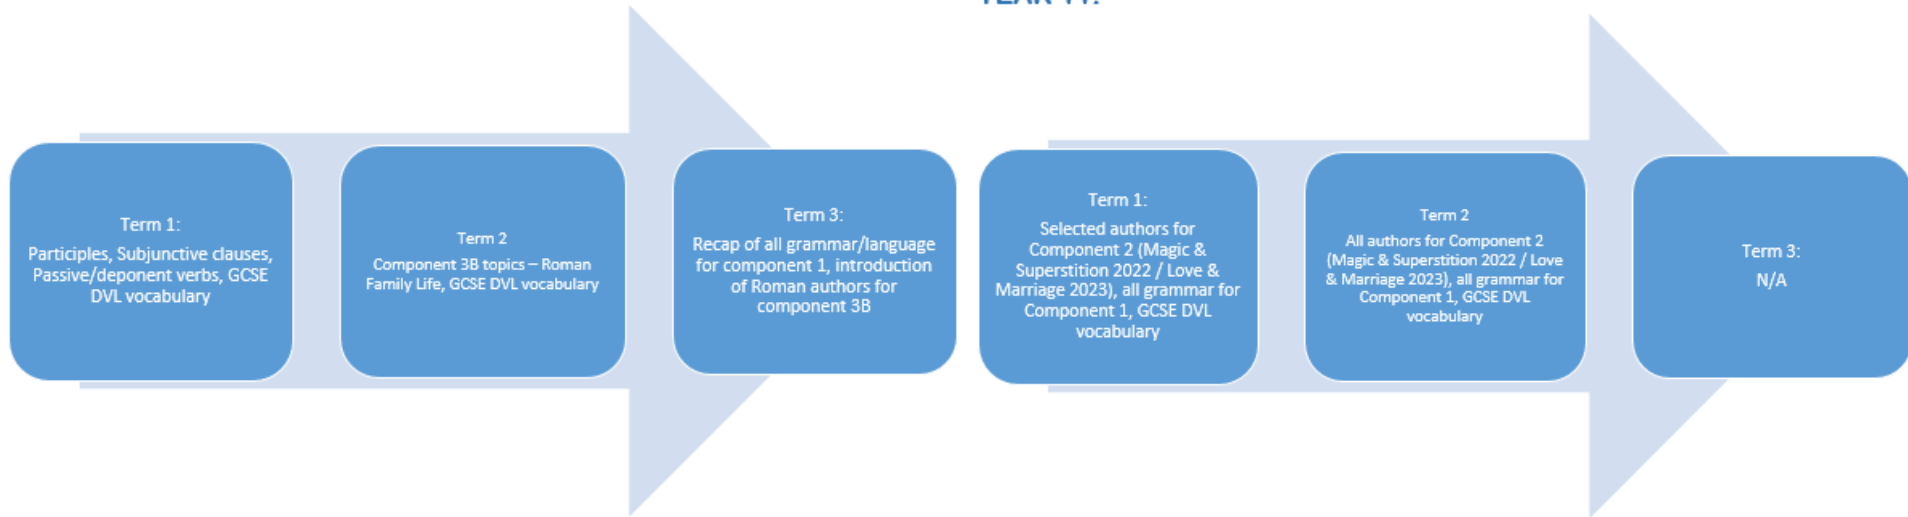 YEAR 11:
Term 1:
Participles, Subjunctive clauses,
Passive/deponent verbs, GCSE
DVL vocabulary
Term 2
Component 3B topics – Roman
Family Life, GCSE DVL vocabulary
Term 3:
Recap of all grammar/language
for component 1, introduction
of Roman authors for
component 3B
Term 1:
Selected authors for
Component 2 (Magic &
Superstition 2022 / Love &
Marriage 2023), all grammar for
Component 1, GCSE DVL
vocabulary
Term 2
All authors for Component 2
(Magic & Superstition 2022 / Love
& Marriage 2023), all grammar for
Component 1, GCSE DVL
vocabulary
Term 3:
N/A